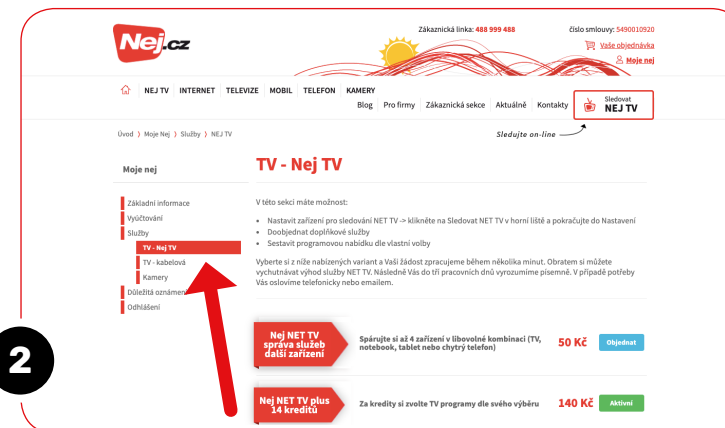 Nej.cz
Zákaznická linka: 488 999 488
číslo smlouvy: 5490010920
Vaše objednávka
Moje nej
NEJ TV INTERNET TELEVIZE MOBIL TELEFON KAMERY
Blog Pro firmy Zákaznická sekce Aktuálně Kontakty
Sledovat
NEJ TV
Úvod ⟩ Moje Nej ⟩ Služby ⟩ NEJ TV
Sledujte on-line
Moje nej
Základní informace
Vyúčtování
Služby
TV - Nej TV
TV - kabelová
Kamery
Důležitá oznámen
Odhlášení
TV - Nej TV
V této sekci máte možnost:
• Nastavit zařízení pro sledování NET TV -> klikněte na Sledovat NET TV v horní liště a pokračujte do Nastavení
• Doobjednat doplňkové služby
• Sestavit programovou nabídku dle vlastní volby
Vyberte si z níže nabízených variant a Vaší žádost zpracujeme během několika minut. Obratem si můžete
vychutnávat výhod služby NET TV. Následně Vás do tří pracovních dnů vyrozumíme písemně. V případě potřeby
Vás oslovíme telefonicky nebo emailem.
Nej NET TV
správa služeb
další zařízení
Spárujte si až 4 zařízení v libovolné kombinaci (TV,
notebook, tablet nebo chytrý telefon)
50 Kč
Objednat
2
Nej NET TV plus
14 kreditů
Za kredity si zvolte TV programy dle svého výběru
140 Kč
Aktivní